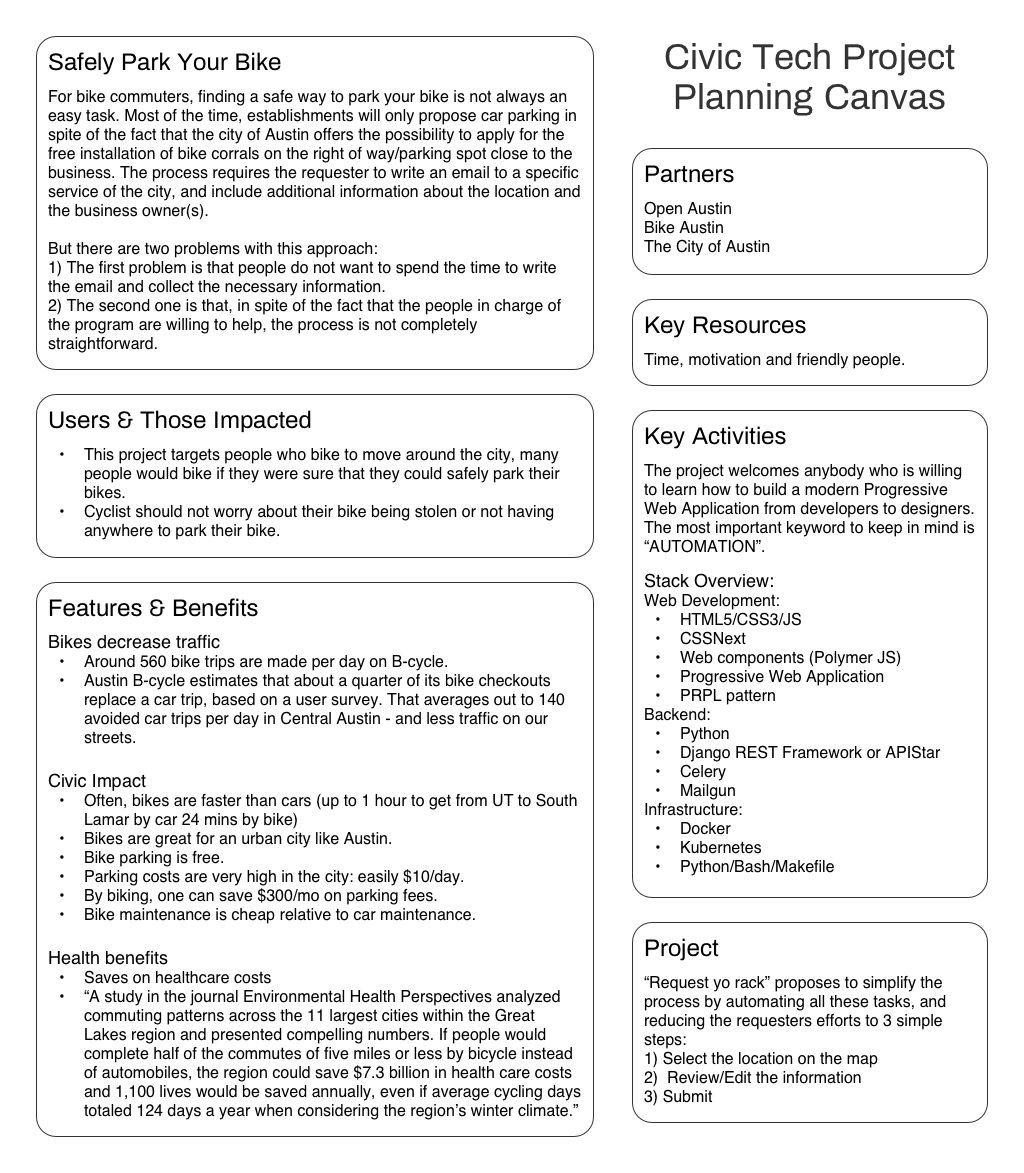 Civic Tech Project
Planning Canvas
Safely Park Your Bike
For bike commuters, finding a safe way to park your bike is not always an
easy task. Most of the time, establishments will only propose car parking in
spite of the fact that the city of Austin offers the possibility to apply for the
free installation of bike corrals on the right of way/parking spot close to the
business. The process requires the requester to write an email to a specific
service of the city, and include additional information about the location and
the business owner(s).
But there are two problems with this approach:
1) The first problem is that people do not want to spend the time to write
the email and collect the necessary information.
2) The second one is that, in spite of the fact that the people in charge of
the program are willing to help, the process is not completely
straightforward.
Users & Those Impacted
• This project targets people who bike to move around the city, many
people would bike if they were sure that they could safely park their
bikes.
• Cyclist should not worry about their bike being stolen or not having
anywhere to park their bike.
Features & Benefits
Bikes decrease traffic
• Around 560 bike trips are made per day on B-cycle.
• Austin B-cycle estimates that about a quarter of its bike checkouts
replace a car trip, based on a user survey. That averages out to 140
avoided car trips per day in Central Austin - and less traffic on our
streets.
Civic Impact
• Often, bikes are faster than cars (up to 1 hour to get from UT to South
Lamar by car 24 mins by bike)
• Bikes are great for an urban city like Austin.
• Bike parking is free.
• Parking costs are very high in the city: easily $10/day.
• By biking, one can save $300/mo on parking fees.
• Bike maintenance is cheap relative to car maintenance.
Health benefits
• Saves on healthcare costs
• “A study in the journal Environmental Health Perspectives analyzed
commuting patterns across the 11 largest cities within the Great
Lakes region and presented compelling numbers. If people would
complete half of the commutes of five miles or less by bicycle instead
of automobiles, the region could save $7.3 billion in health care costs
and 1,100 lives would be saved annually, even if average cycling days
totaled 124 days a year when considering the region’s winter climate.”
Partners
Open Austin
Bike Austin
The City of Austin
Key Resources
Time, motivation and friendly people.
Key Activities
The project welcomes anybody who is willing
to learn how to build a modern Progressive
Web Application from developers to designers.
The most important keyword to keep in mind is
“AUTOMATION”.
Stack Overview:
Web Development:
• HTML5/CSS3/JS
• CSSNext
• Web components (Polymer JS)
• Progressive Web Application
• PRPL pattern
Backend:
• Python
• Django REST Framework or APIStar
• Celery
• Mailgun
Infrastructure:
• Docker
• Kubernetes
• Python/Bash/Makefile
Project
“Request yo rack” proposes to simplify the
process by automating all these tasks, and
reducing the requesters efforts to 3 simple
steps:
1) Select the location on the map
2)  Review/Edit the information
3) Submit